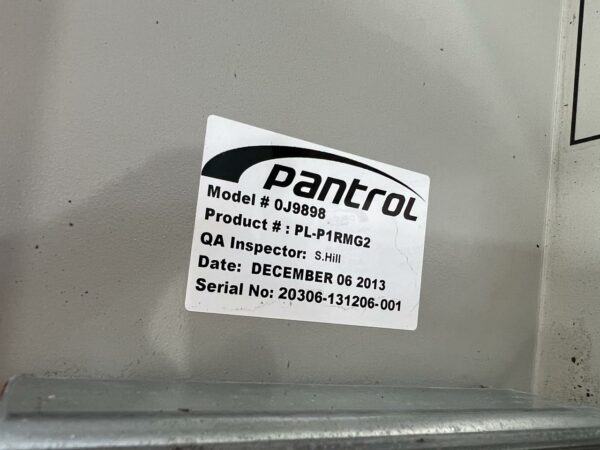 pantrol
Model # 0J9898
Product # : PL-P1RMG2
QA Inspector: S.Hill
Date: DECEMBER 06 2013
Serial No: 20306-131206-001